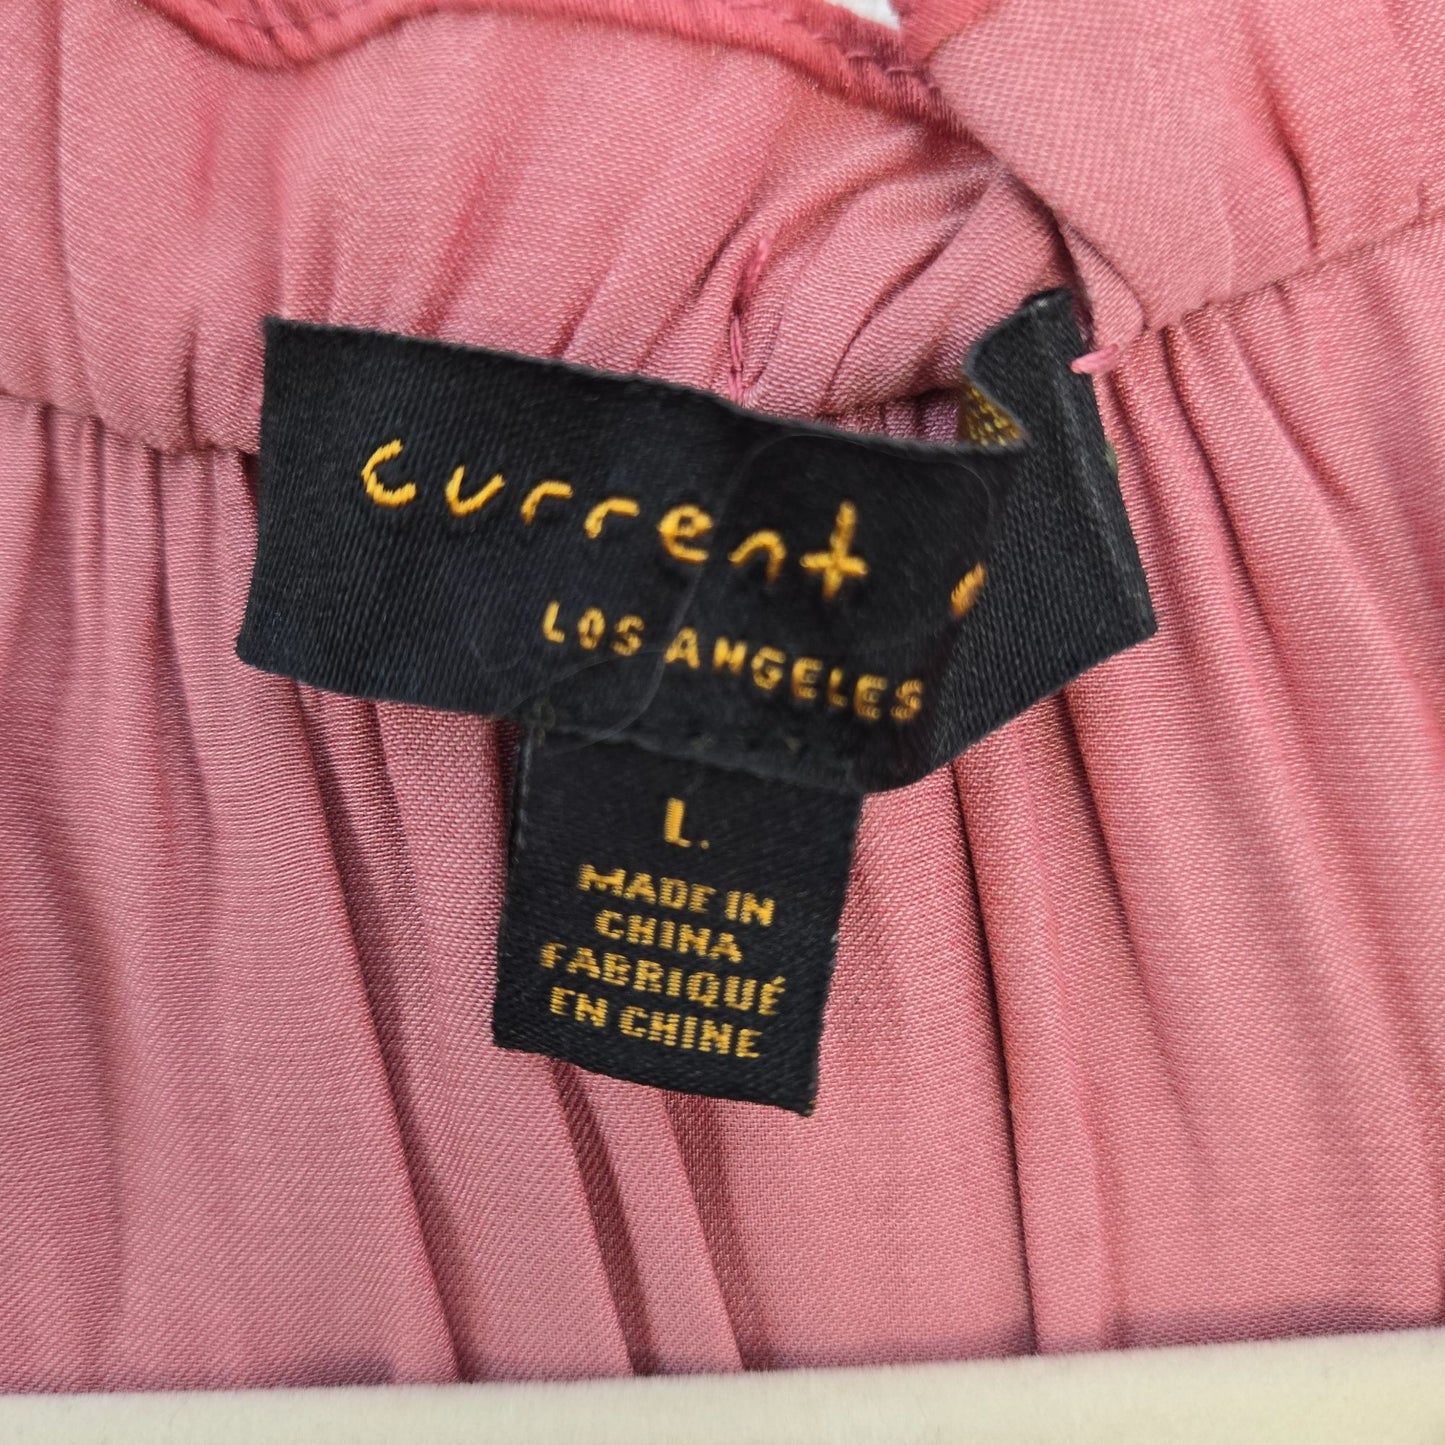 current
LOS ANGELES
L
MADE IN
CHINA
FABRIQUÉ
EN CHINE